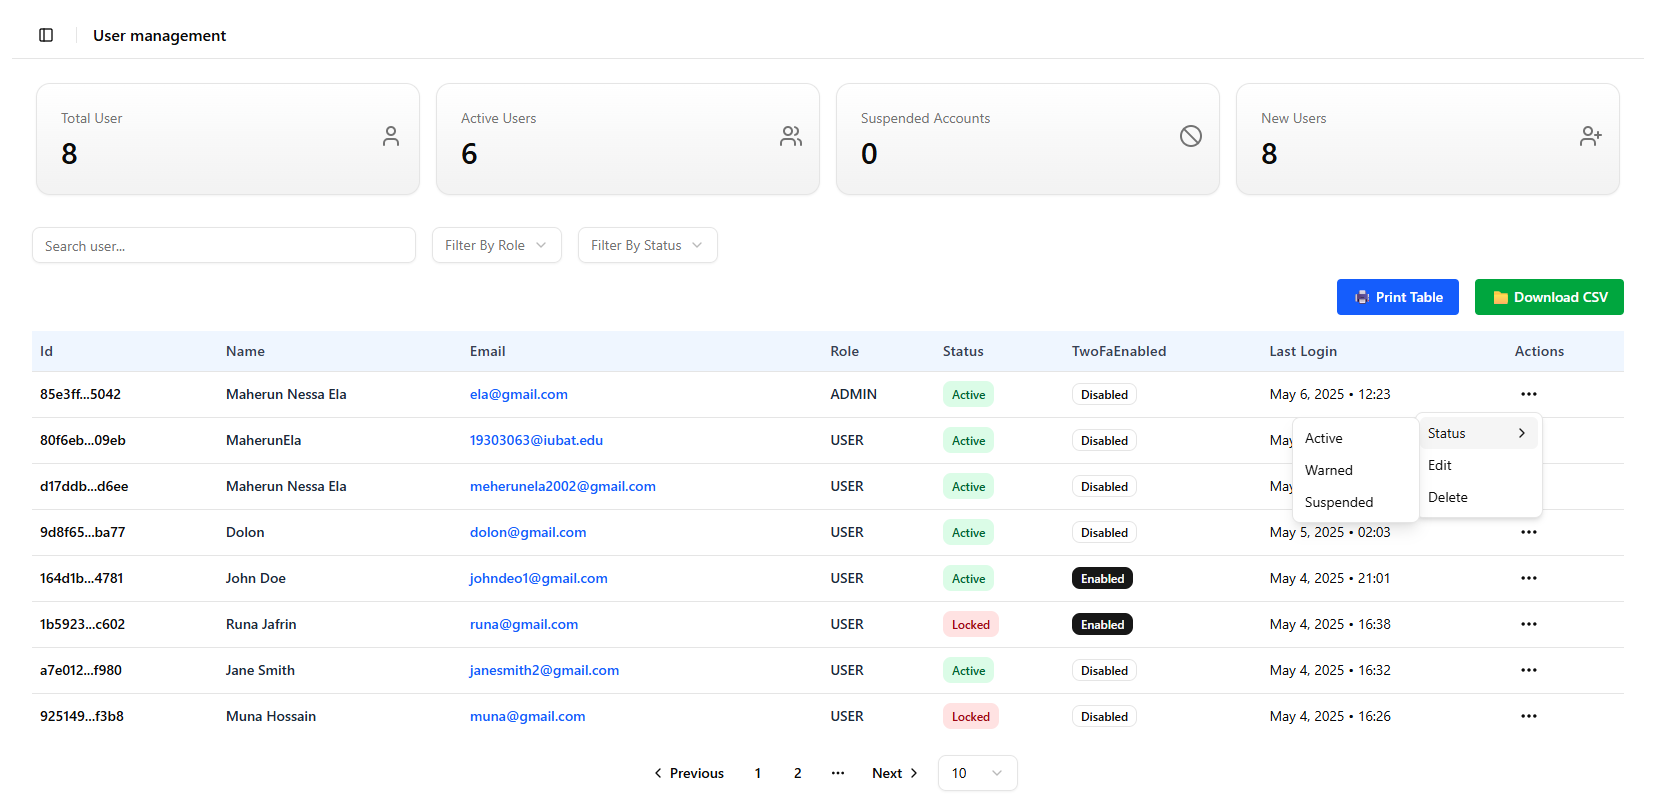 User management
Total User
8
Active Users
6
Suspended Accounts
0
New Users
8
Search user...
Filter By Role
Filter By Status
Print Table
Download CSV
Id Name Email Role Status TwoFaEnabled Last Login Actions
85e3ff...5042 Maherun Nessa Ela ela@gmail.com ADMIN Active Disabled May 6, 2025 • 12:23
80f6eb...09eb MaherunEla 19303063@iubat.edu USER Active Disabled May
d17ddb...d6ee Maherun Nessa Ela meherunela2002@gmail.com USER Active Disabled May
9d8f65...ba77 Dolon dolon@gmail.com USER Active Disabled May 5, 2025 • 02:03
164d1b...4781 John Doe johndeo1@gmail.com USER Active Enabled May 4, 2025 • 21:01
1b5923...c602 Runa Jafrin runa@gmail.com USER Locked Enabled May 4, 2025 • 16:38
a7e012...f980 Jane Smith janesmith2@gmail.com USER Active Disabled May 4, 2025 • 16:32
925149...f3b8 Muna Hossain muna@gmail.com USER Locked Disabled May 4, 2025 • 16:26
Active
Warned
Suspended
Status
Edit
Delete
Previous 1 2 ... Next 10